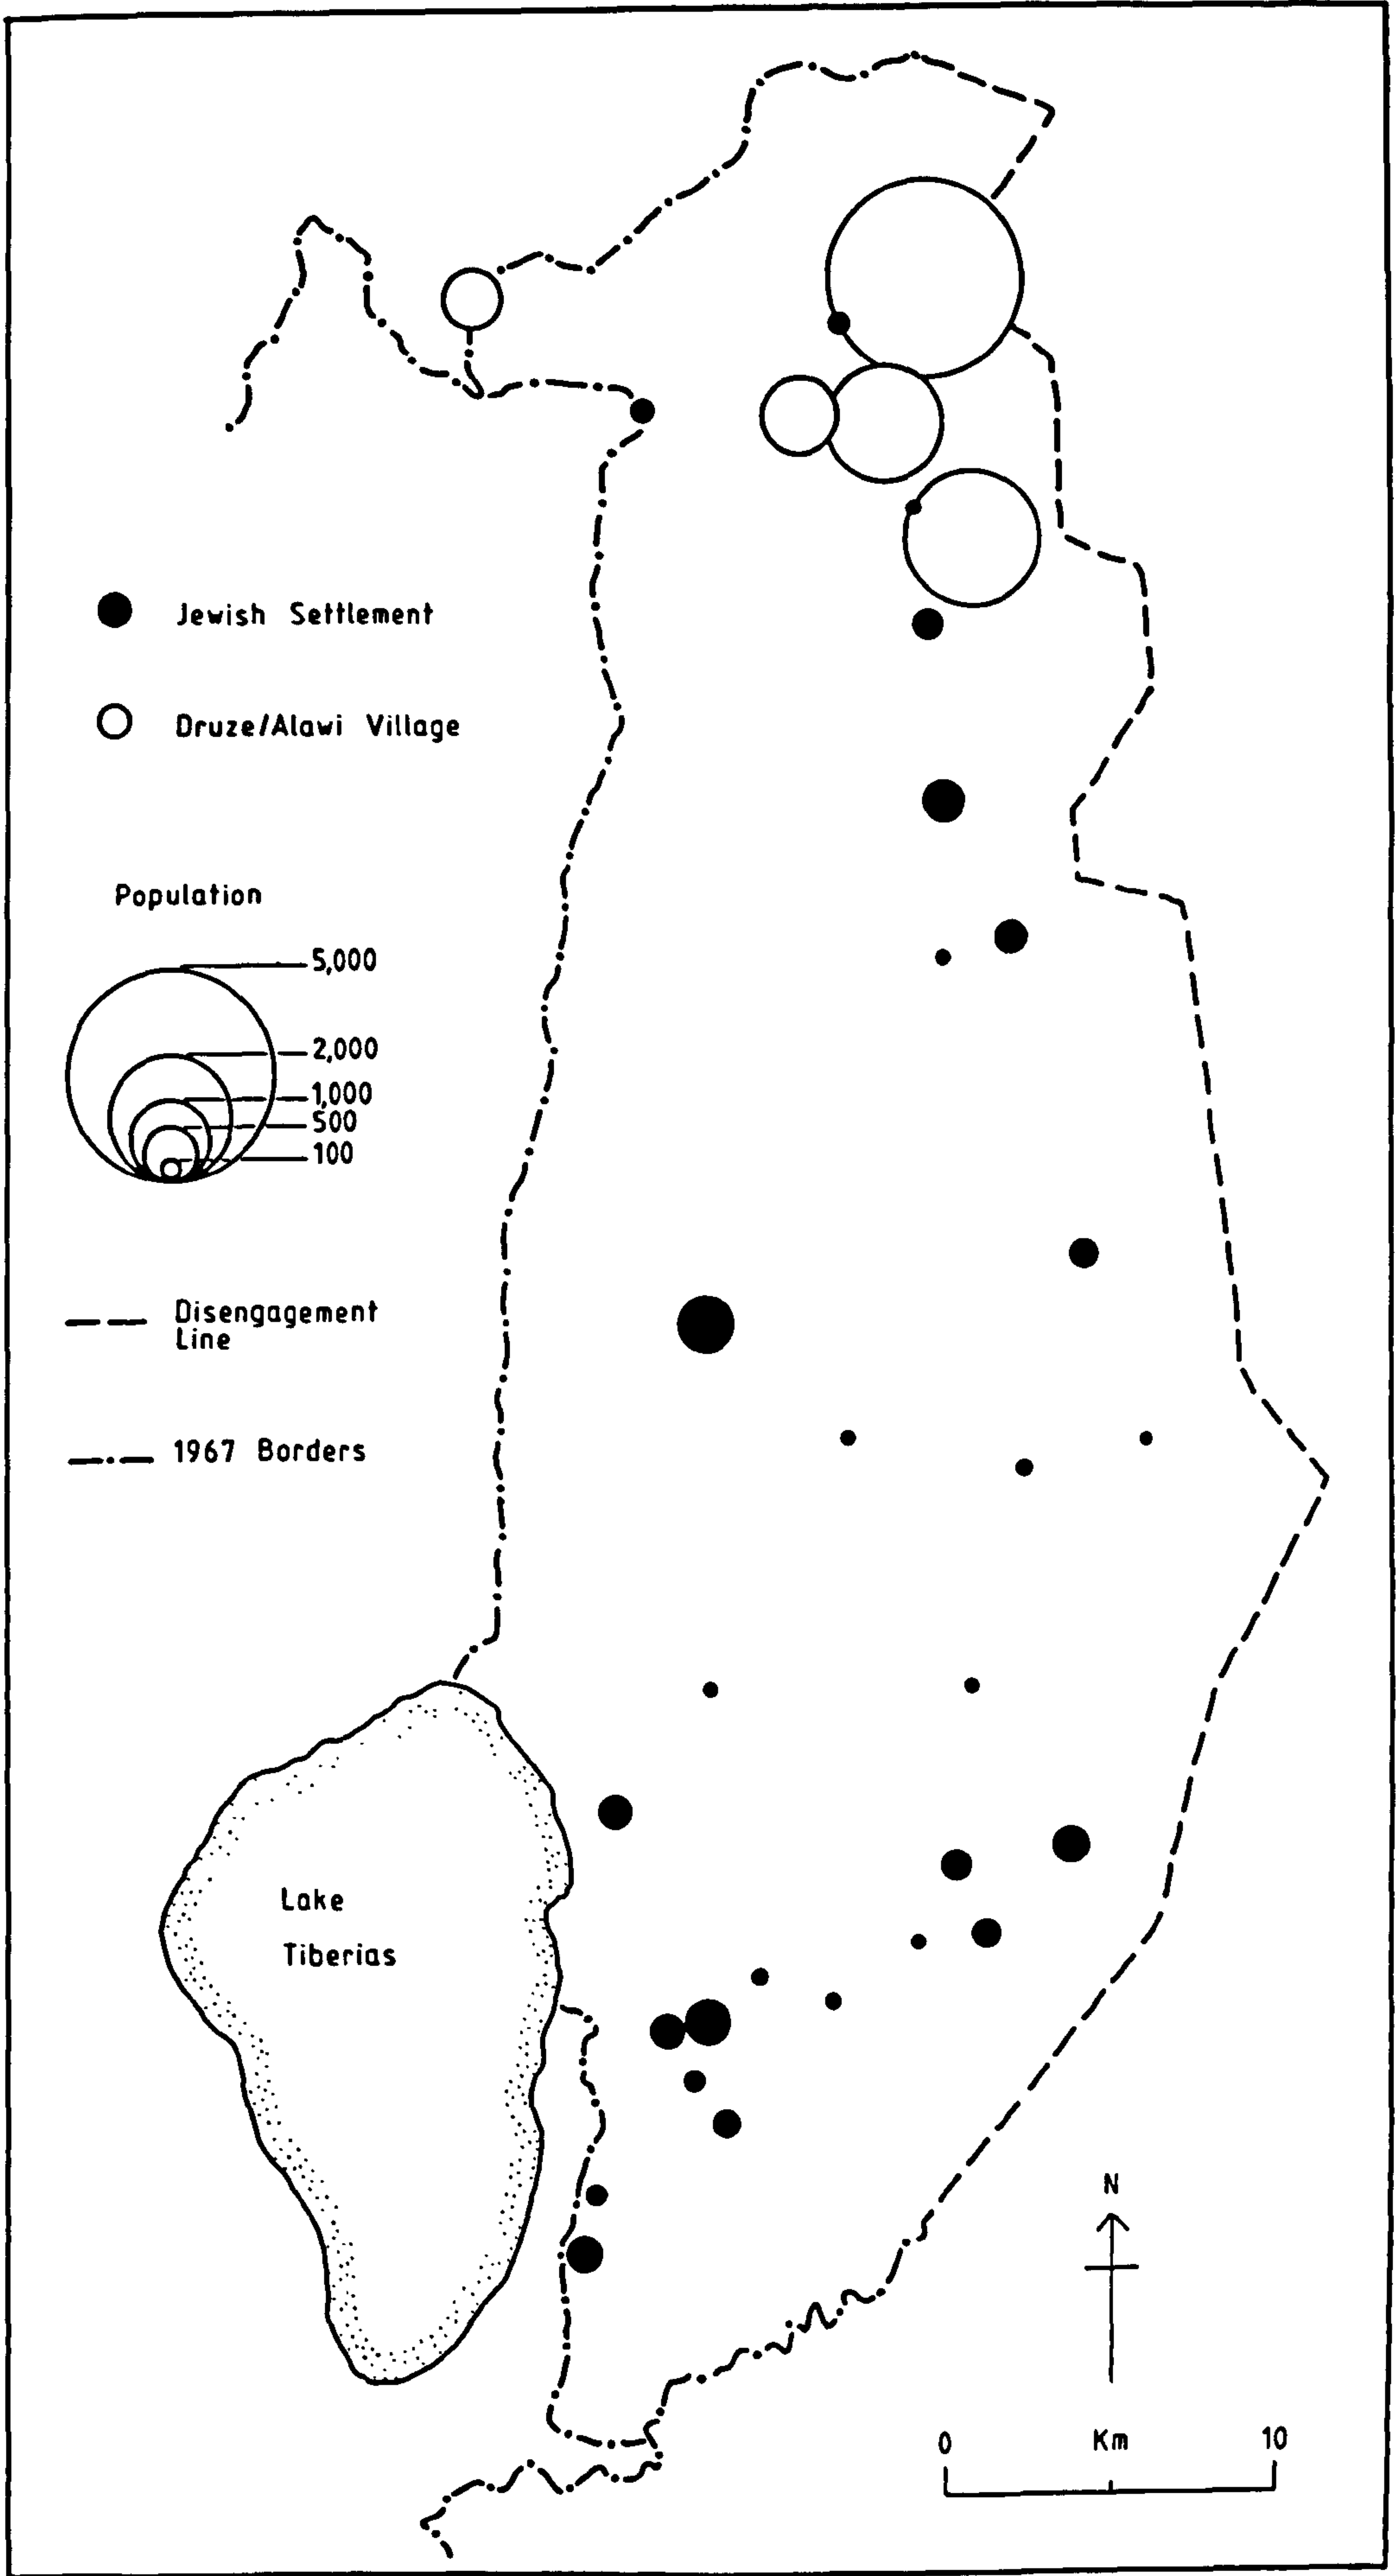 Jewish Settlement
Druze/Alawi Village
Population
5,000
2,000
1,000
500
100
Disengagement
Line
1967 Borders
Lake
Tiberias
N
0 Km 10